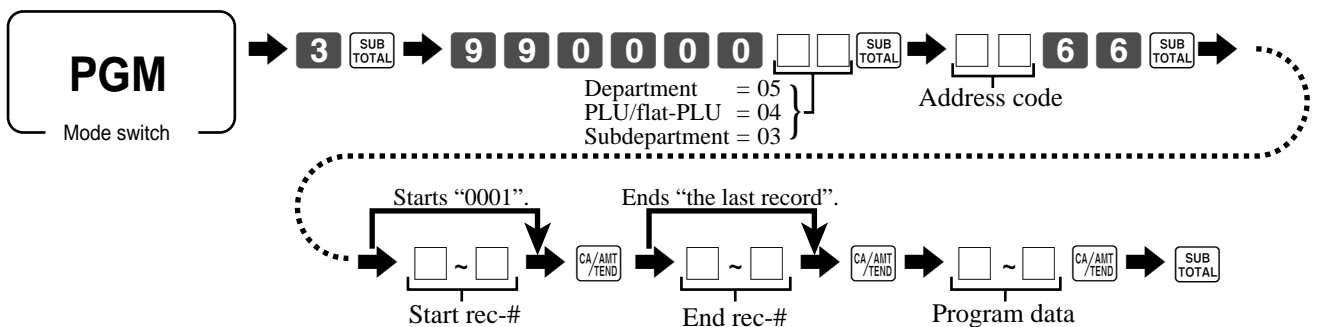 PGM
Mode switch
3 SUB TOTAL 9 9 0 0 0 0 SUB TOTAL 6 6 SUB TOTAL
Department = 05
PLU/flat-PLU = 04
Subdepartment = 03
Address code
Starts “0001”.
Ends “the last record”.
~ CA/AMT /TEND ~ CA/AMT /TEND ~ CA/AMT /TEND SUB TOTAL
Start rec-#
End rec-#
Program data